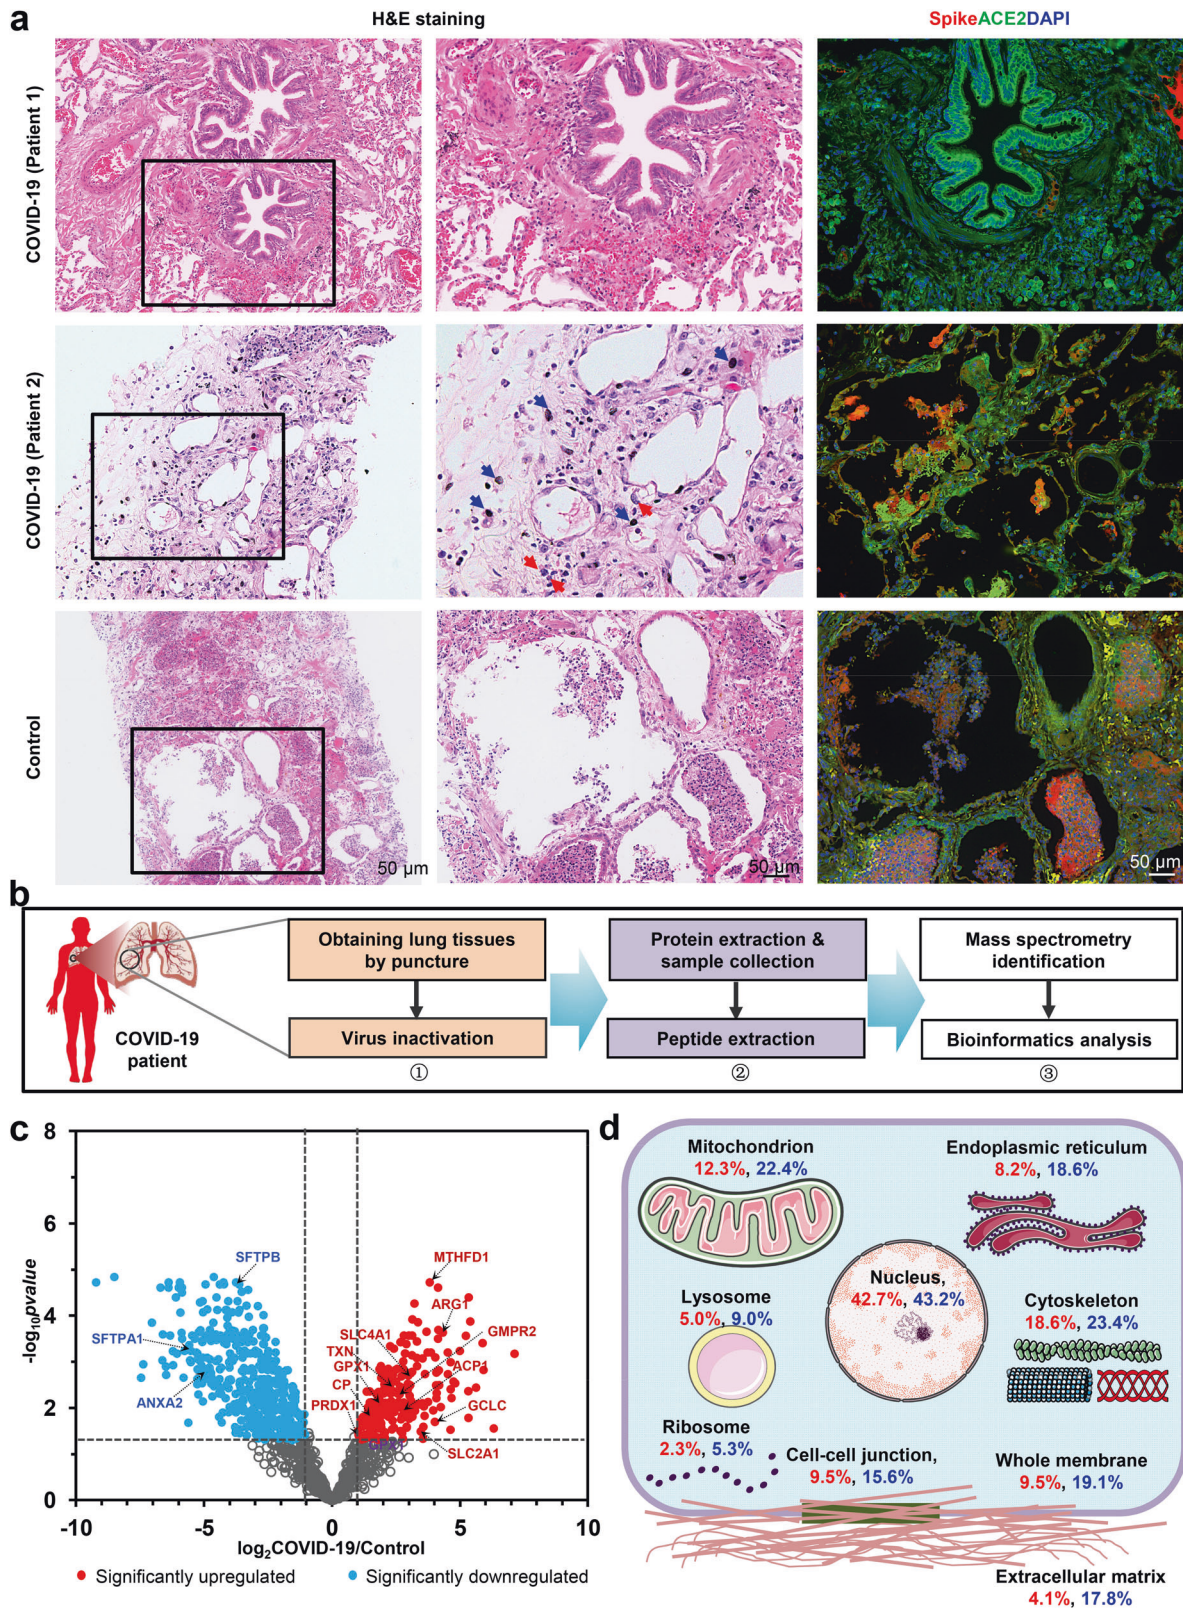 a
H&E staining
SpikeACE2DAPI
COVID-19 (Patient 1)
COVID-19 (Patient 2)
Control
50 µm
50 µm
50 µm
b
COVID-19
patient
Obtaining lung tissues
by puncture
Virus inactivation
①
Protein extraction &
sample collection
Peptide extraction
②
Mass spectrometry
identification
Bioinformatics analysis
③
c
-log₁₀pvalue
8
6
4
2
0
-10
-5
0
5
10
log₂COVID-19/Control
SFTPB
SFTPA1
ANXA2
MTHFD1
ARG1
SLC4A1
GMPR2
TXN
GPX1
ACP1
CP
PRDX1
GCLC
SLC2A1
Significantly upregulated
Significantly downregulated
d
Mitochondrion
12.3%, 22.4%
Endoplasmic reticulum
8.2%, 18.6%
Nucleus,
42.7%, 43.2%
Lysosome
5.0%, 9.0%
Cytoskeleton
18.6%, 23.4%
Ribosome
2.3%, 5.3%
Cell-cell junction,
9.5%, 15.6%
Whole membrane
9.5%, 19.1%
Extracellular matrix
4.1%, 17.8%